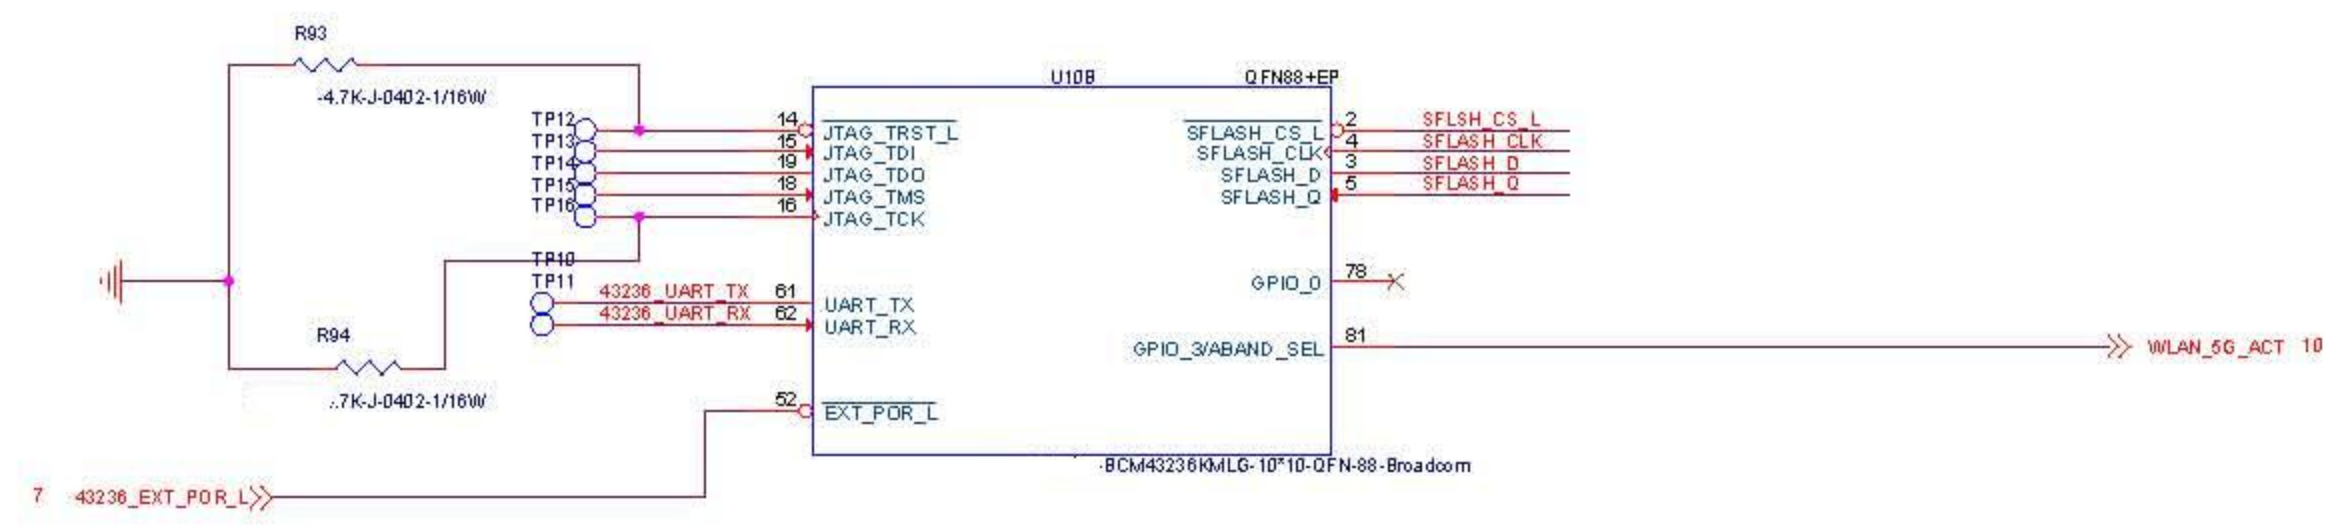 R93
-4.7K-J-0402-1/16W
U10B
QFN88+EP
TP12
TP13
TP14
TP15
TP16
14
15
19
18
16
JTAG_TRST_L
JTAG_TDI
JTAG_TDO
JTAG_TMS
JTAG_TCK
SFLASH_CS_L
SFLASH_CLK
SFLASH_D
SFLASH_Q
2
4
3
5
SFLSH_CS_L
SFLASH_CLK
SFLASH_D
SFLASH_Q
TP10
TP11
43236_UART_TX
43236_UART_RX
61
62
UART_TX
UART_RX
GPIO_0
78
R94
.7K-J-0402-1/16W
GPIO_3/ABAND_SEL
81
WLAN_5G_ACT 10
52
EXT_POR_L
-BCM43236KMLG-10*10-QFN-88-Broadcom
7 43236_EXT_POR_L